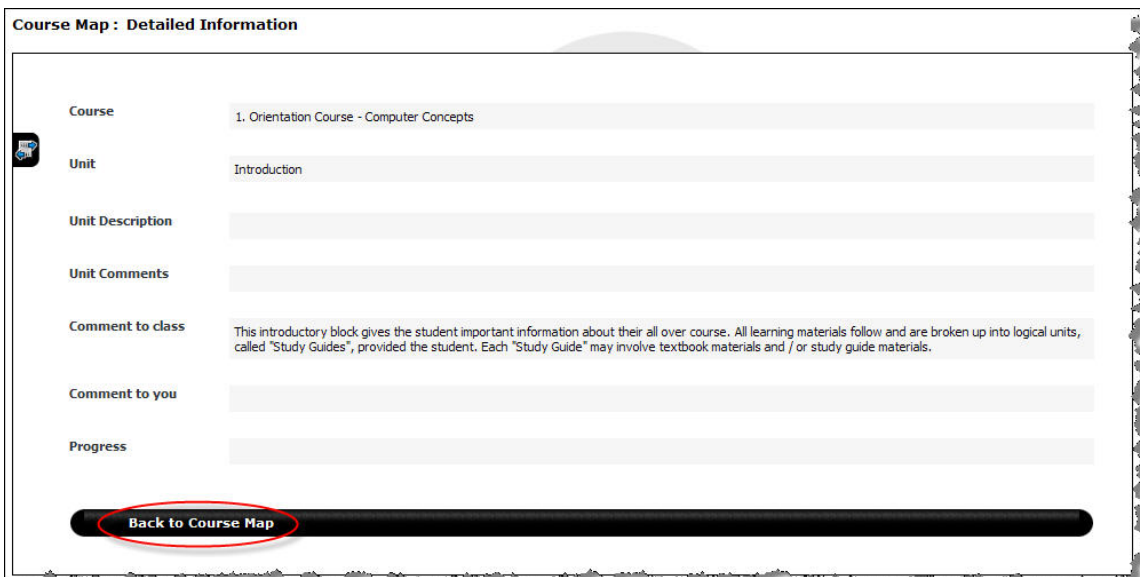 Course Map : Detailed Information
Course
1. Orientation Course - Computer Concepts
Unit
Introduction
Unit Description
Unit Comments
Comment to class
This introductory block gives the student important information about their all over course. All learning materials follow and are broken up into logical units,
called "Study Guides", provided the student. Each "Study Guide" may involve textbook materials and / or study guide materials.
Comment to you
Progress
Back to Course Map